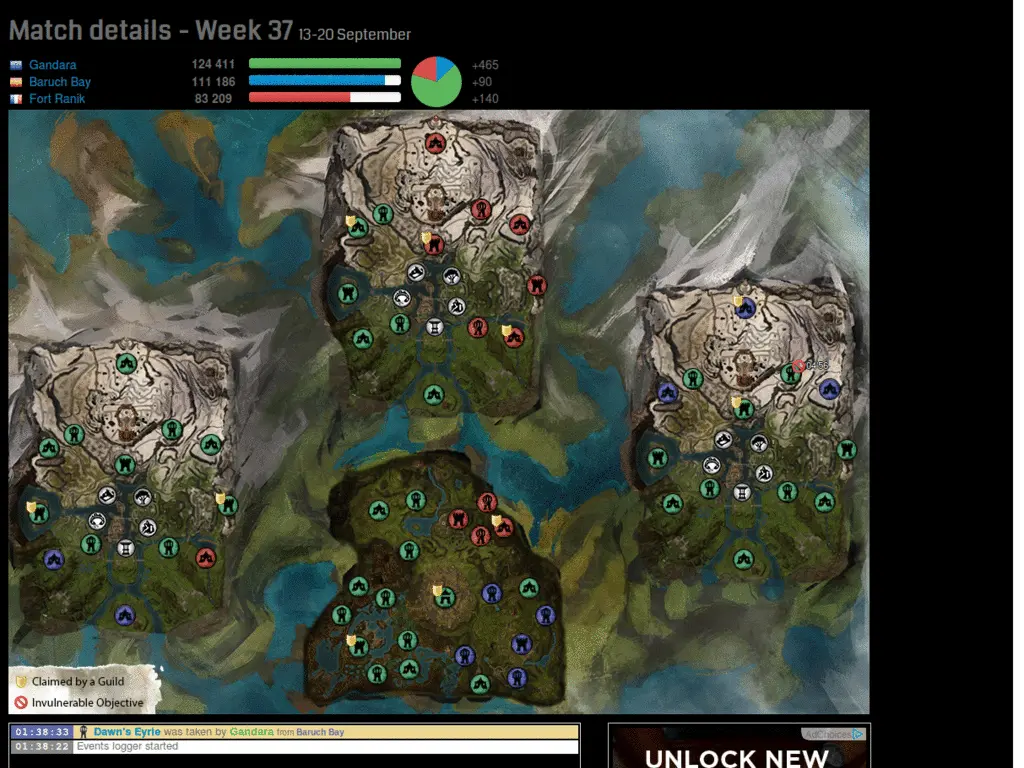 Match details - Week 37 13-20 September
Gandara 124 411 +465
Baruch Bay 111 186 +90
Fort Ranik 83 209 +140
Claimed by a Guild
Invulnerable Objective
01:38:33 Dawn's Eyrie was taken by Gandara from Baruch Bay
01:38:22 Events logger started
AdChoices
UNLOCK NEW